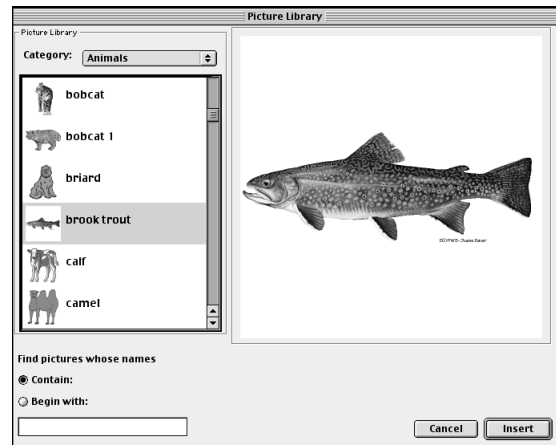 Picture Library
Picture Library
Category: Animals
bobcat
bobcat 1
briard
brook trout
calf
camel
Find pictures whose names
Contain:
Begin with:
Cancel Insert